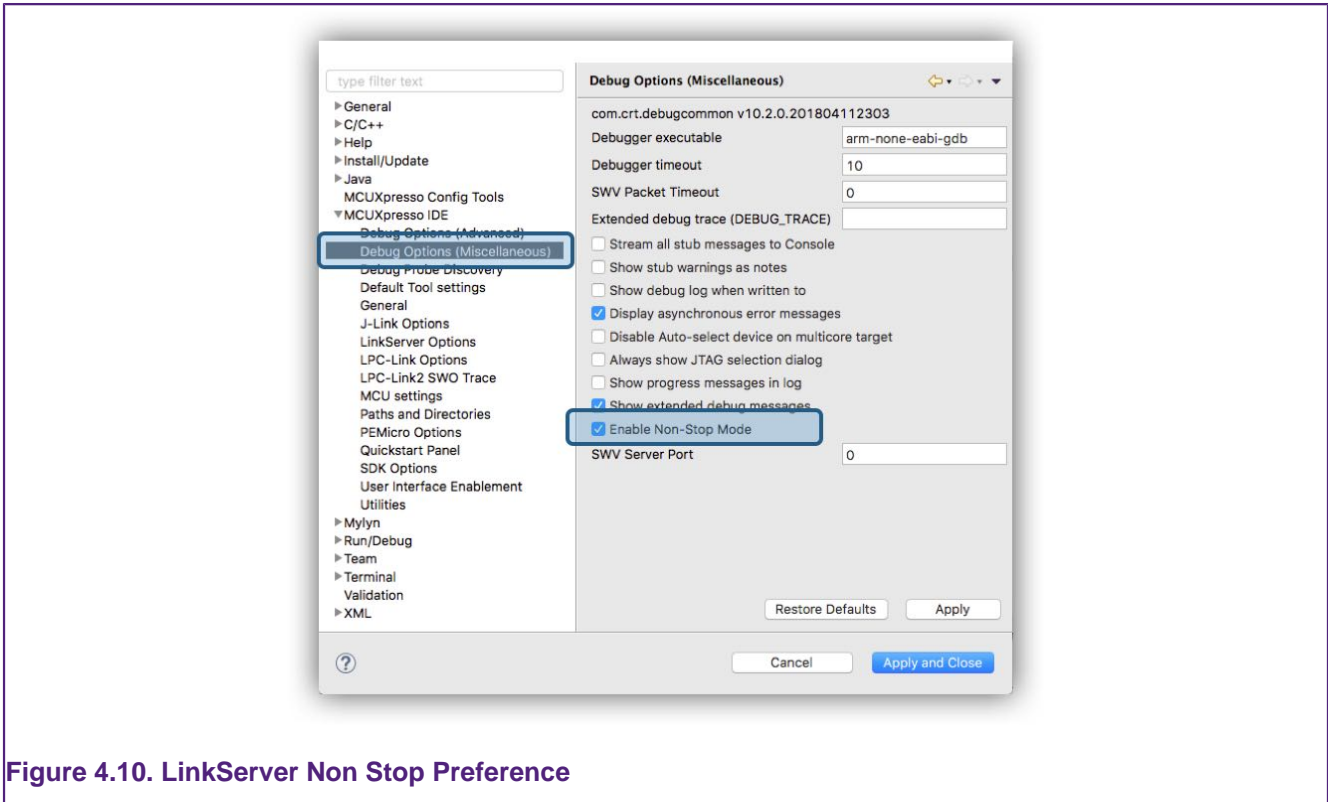 type filter text
General
C/C++
Help
Install/Update
Java
MCUXpresso Config Tools
MCUXpresso IDE
Debug Options (Advanced)
Debug Options (Miscellaneous)
Debug Probe Discovery
Default Tool settings
General
J-Link Options
LinkServer Options
LPC-Link Options
LPC-Link2 SWO Trace
MCU settings
Paths and Directories
PEMicro Options
Quickstart Panel
SDK Options
User Interface Enablement
Utilities
Mylyn
Run/Debug
Team
Terminal
Validation
XML
Debug Options (Miscellaneous)
com.crt.debugcommon v10.2.0.201804112303
Debugger executable arm-none-eabi-gdb
Debugger timeout 10
SWV Packet Timeout 0
Extended debug trace (DEBUG_TRACE)
Stream all stub messages to Console
Show stub warnings as notes
Show debug log when written to
Display asynchronous error messages
Disable Auto-select device on multicore target
Always show JTAG selection dialog
Show progress messages in log
Show extended debug messages
Enable Non-Stop Mode
SWV Server Port 0
Restore Defaults Apply
? Cancel Apply and Close
Figure 4.10. LinkServer Non Stop Preference